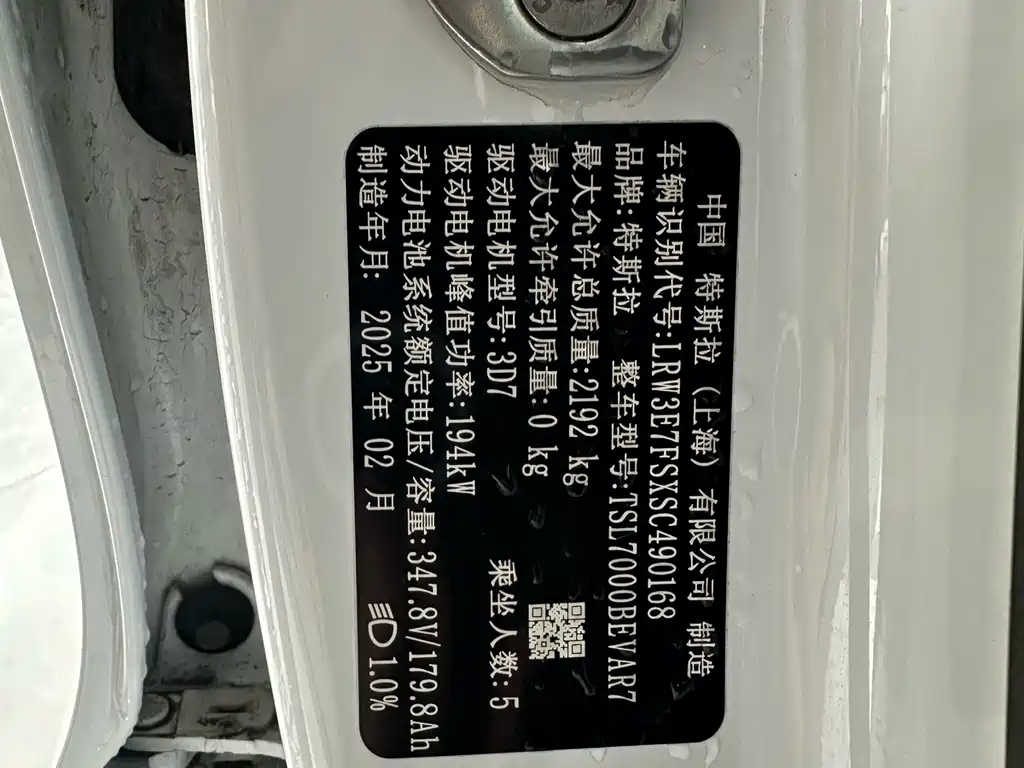 中国 特斯拉 (上海) 有限公司 制造
车辆识别代号:LRW3E7FSXSC490168
品牌:特斯拉 整车型号:TSL7000BEVAR7
最大允许总质量:2192 kg
最大允许牵引质量:0 kg
驱动电机型号:3D7 乘坐人数:5
驱动电机峰值功率:194kW
动力电池系统额定电压/容量:347.8V/179.8Ah
制造年月: 2025 年 02 月 1.0%